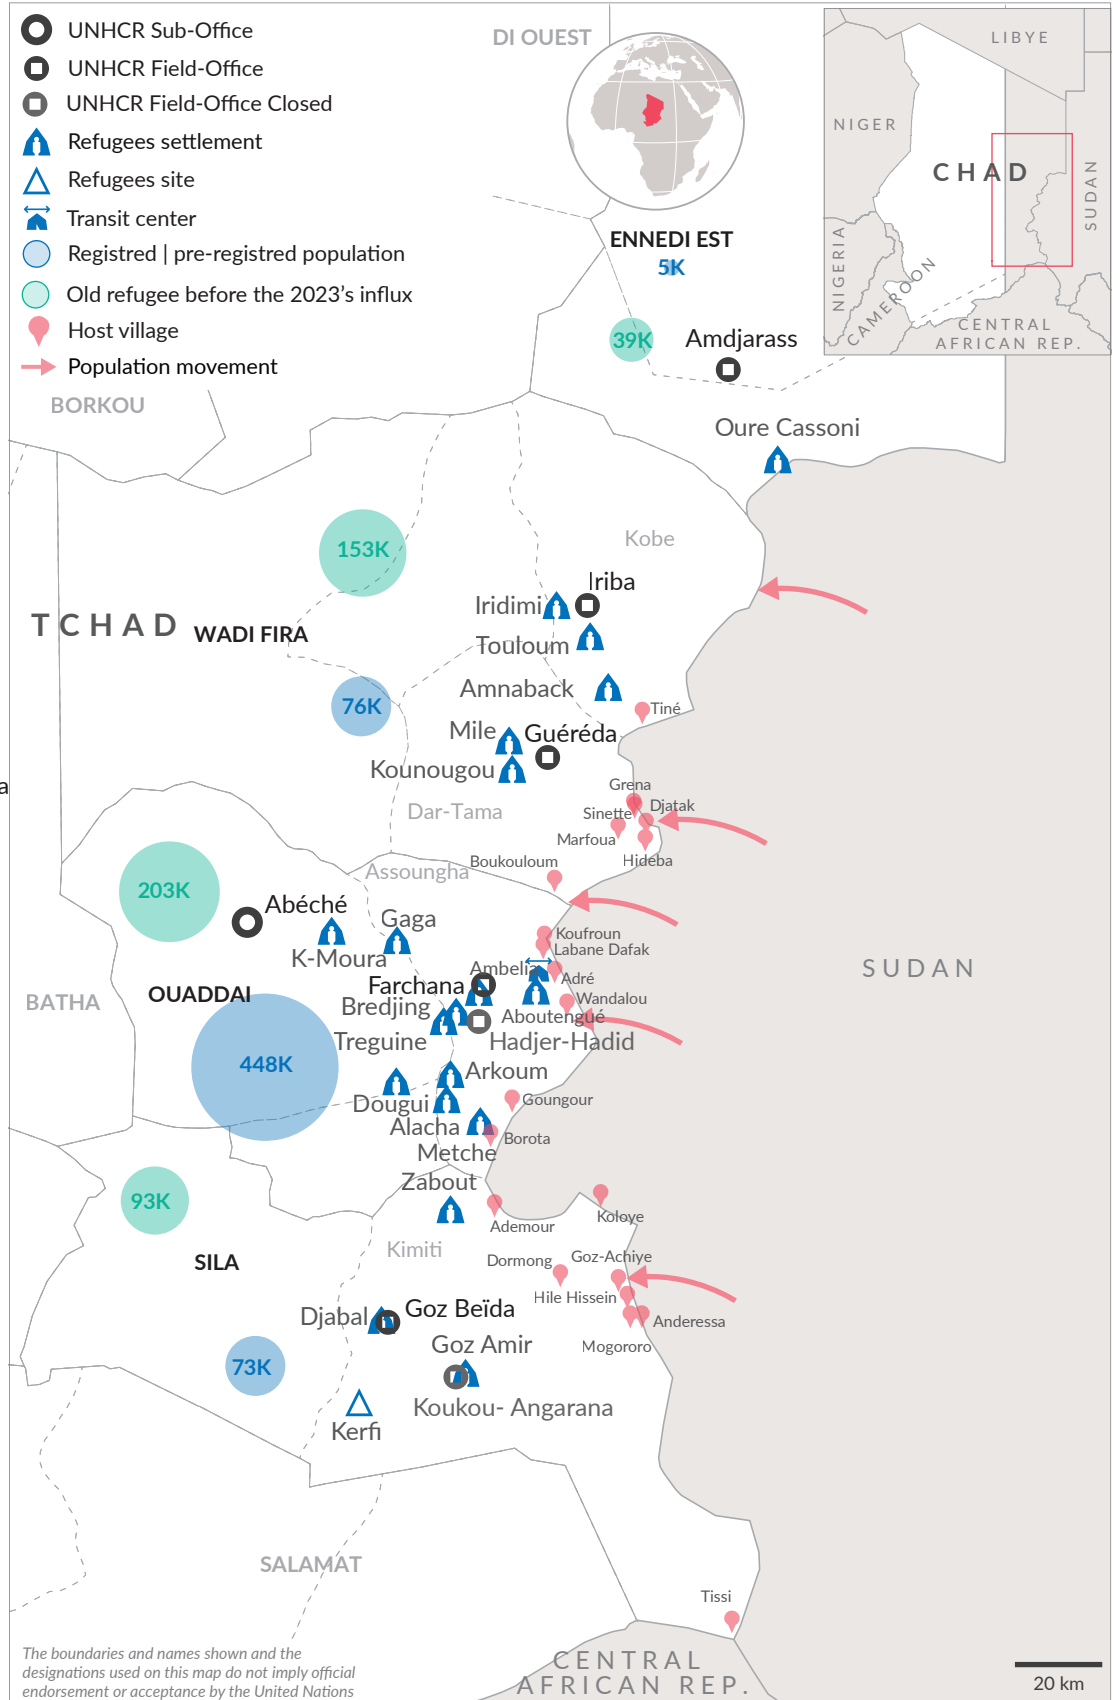 UNHCR Sub-Office
UNHCR Field-Office
UNHCR Field-Office Closed
Refugees settlement
Refugees site
Transit center
Registred | pre-registred population
Old refugee before the 2023's influx
Host village
Population movement
DI OUEST
LIBYE
NIGER
CHAD
SUDAN
NIGERIA
CAMEROON
CENTRAL
AFRICAN REP.
ENNEDI EST
5K
39K
Amdjarass
BORKOU
Oure Cassoni
153K
Kobe
Iriba
Iridimi
TCHAD
WADI FIRA
Touloum
Amnaback
76K
Tiné
Mile
Guéréda
Kounougou
a
Grena
Djatak
Dar-Tama
Sinette
Marfoua
Hideba
Boukouloum
Assoungha
203K
Abéché
Gaga
Koufroun
K-Moura
Labane Dafak
Ambelia
SUDAN
Adré
Farchana
OUADDAI
BATHA
Wandalou
Bredjing
Aboutengué
Treguine
Hadjer-Hadid
448K
Arkoum
Dougui
Goungour
Alacha
Borota
Metche
Zabout
93K
Koloye
Ademour
Kimiti
Goz-Achiye
Dormong
SILA
Hile Hissein
Djabal
Goz Beïda
Anderessa
Goz Amir
Mogororo
73K
Koukou- Angarana
Kerfi
SALAMAT
Tissi
The boundaries and names shown and the
designations used on this map do not imply official
endorsement or acceptance by the United Nations
CENTRAL
AFRICAN REP.
20 km